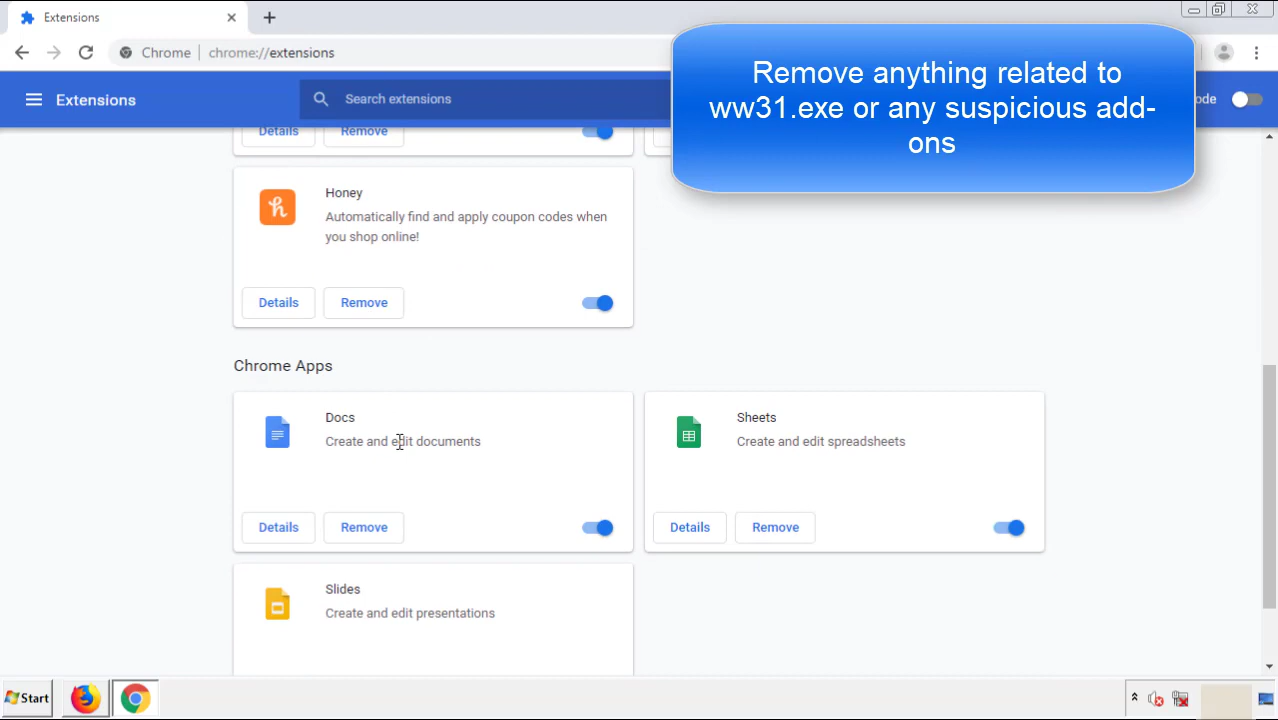 Extensions
Chrome
chrome://extensions
Extensions
Search extensions
ode
Remove anything related to
ww31.exe or any suspicious add-
ons
Details
Remove
Honey
Automatically find and apply coupon codes when
you shop online!
Details
Remove
Chrome Apps
Docs
Create and edit documents
Details
Remove
Sheets
Create and edit spreadsheets
Details
Remove
Slides
Create and edit presentations
Start